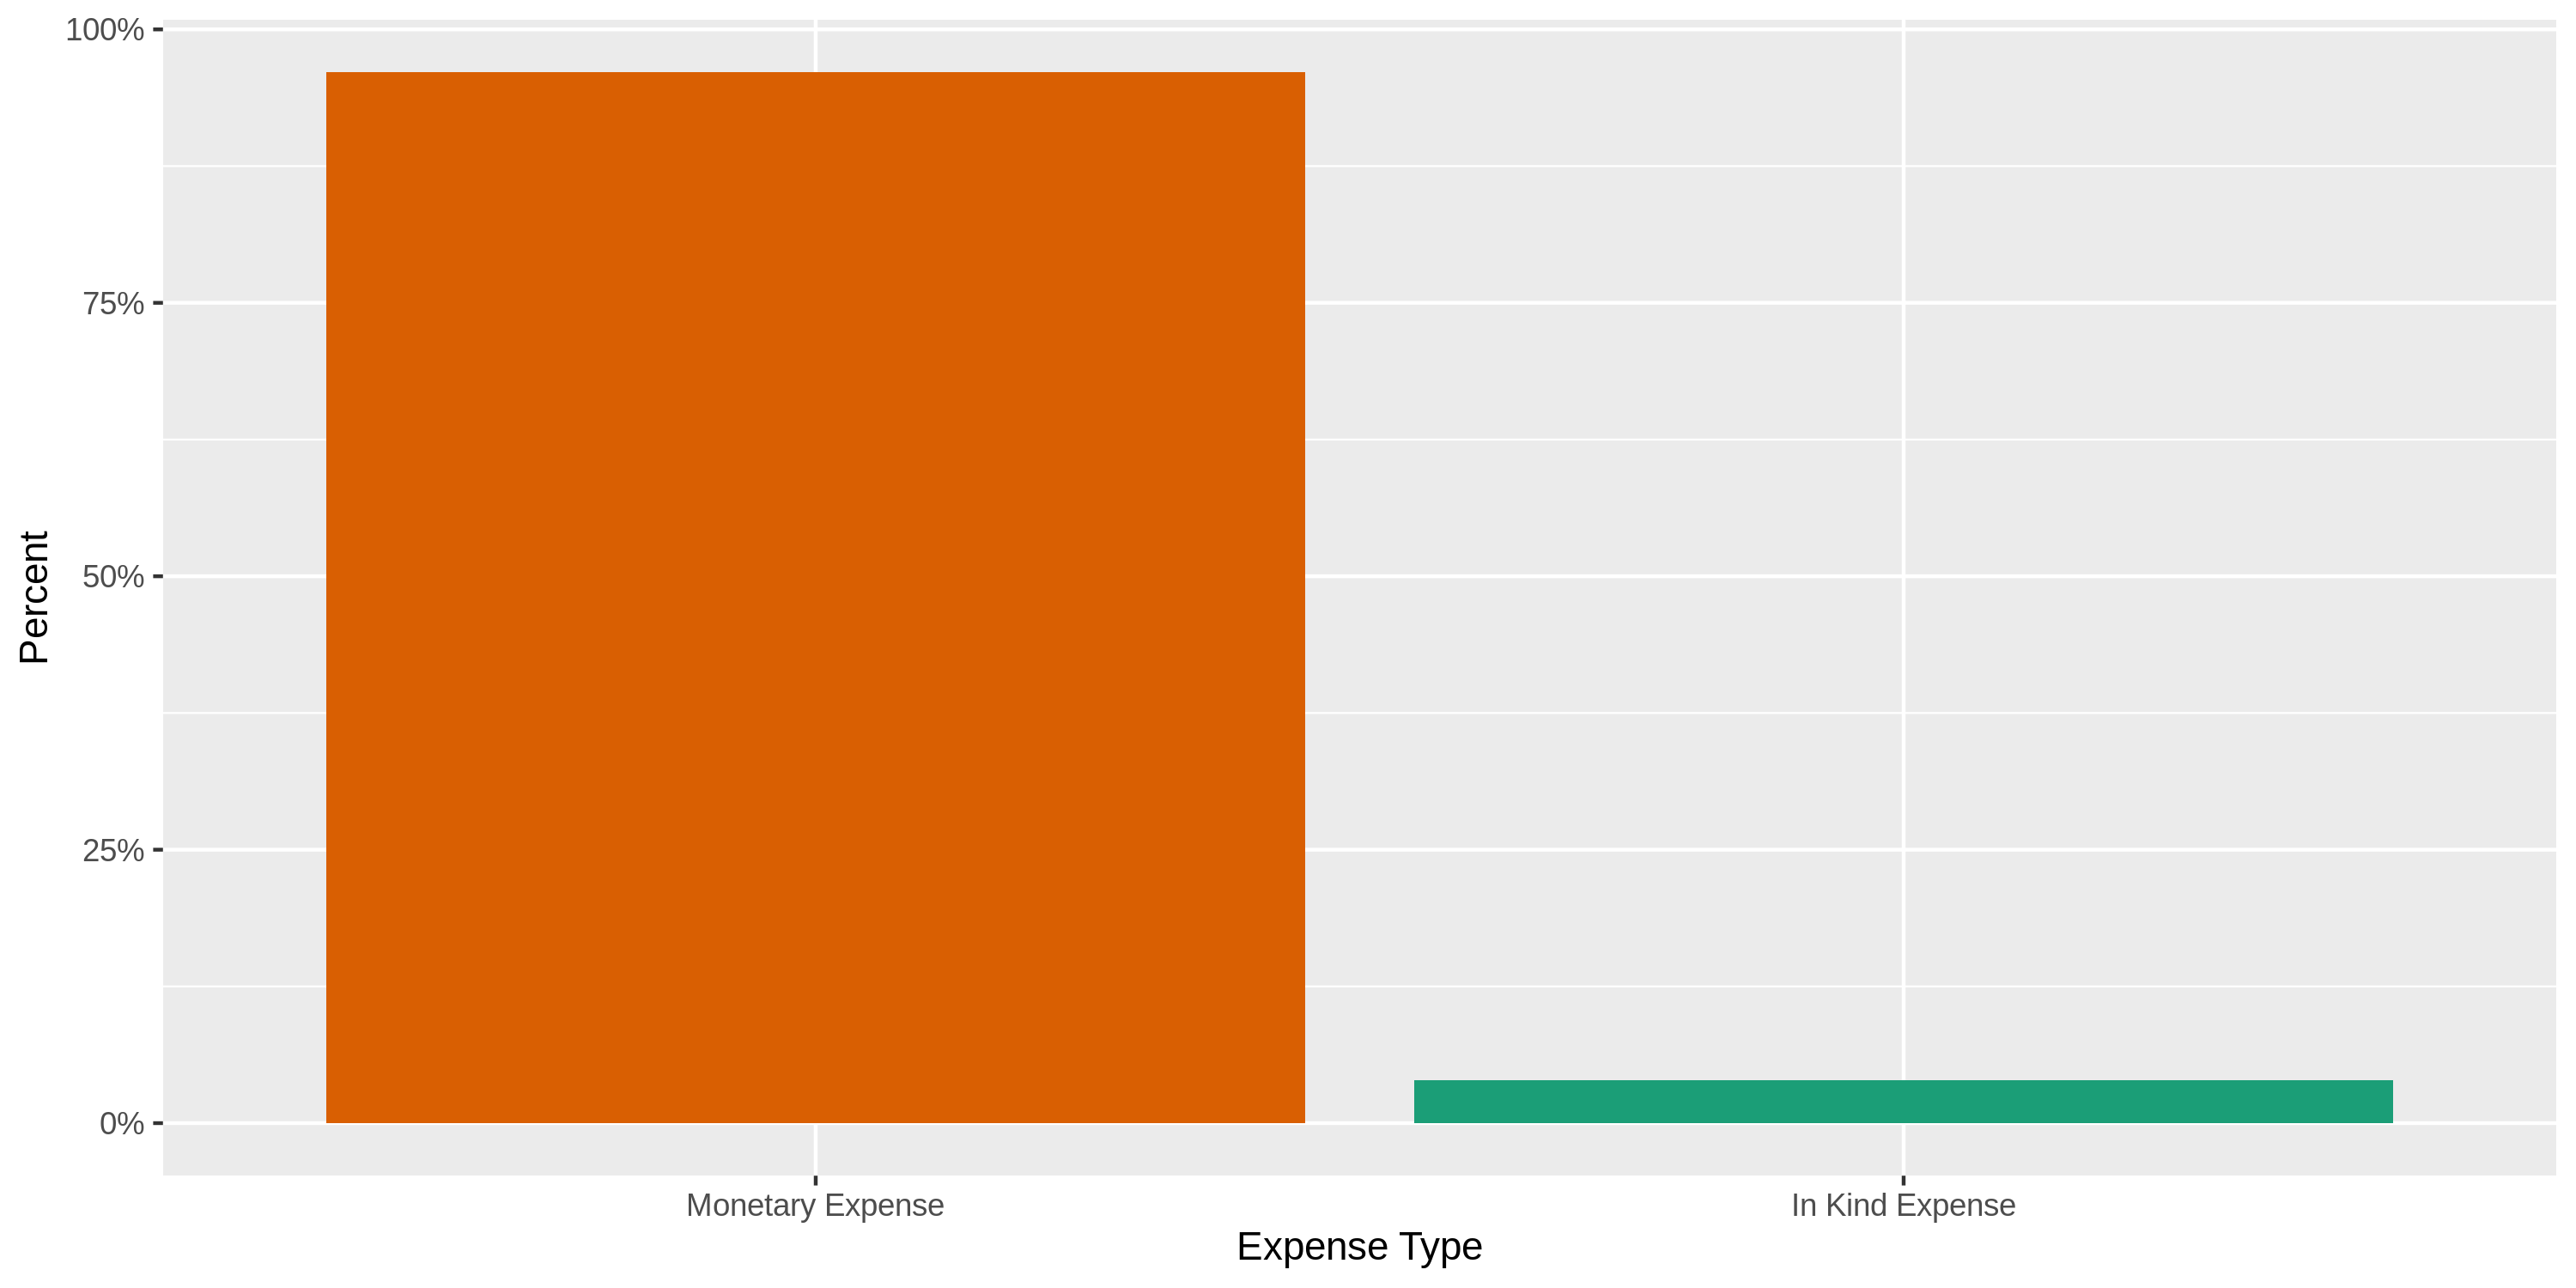 100%
75%
50%
25%
0%
Percent
Monetary Expense
In Kind Expense
Expense Type